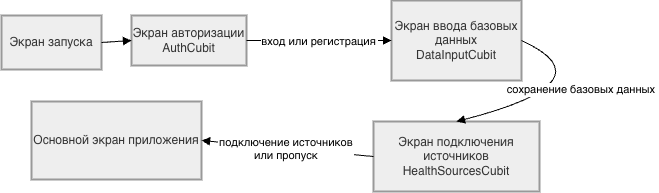 Экран запуска
Экран авторизации
AuthCubit
вход или регистрация
Экран ввода базовых
данных
DataInputCubit
сохранение базовых данных
Экран подключения
источников
HealthSourcesCubit
подключение источников
или пропуск
Основной экран приложения